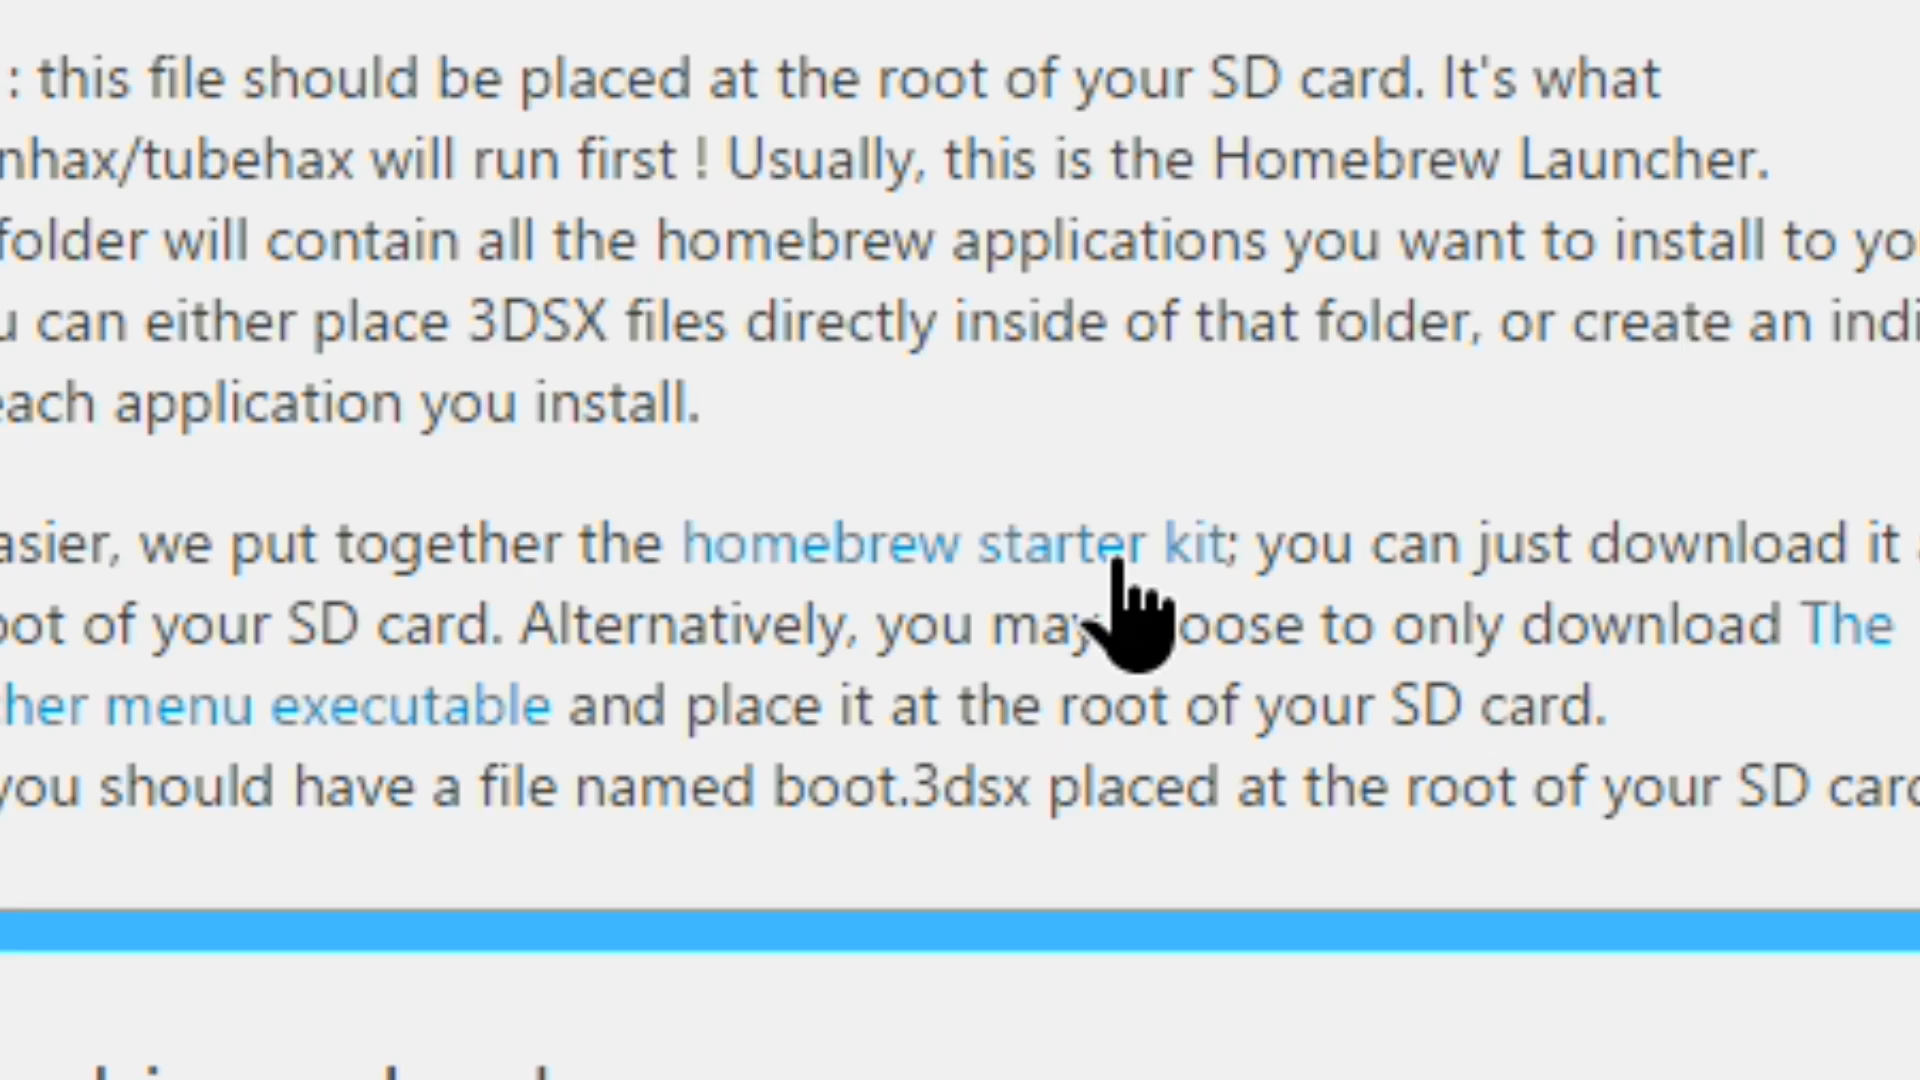 : this file should be placed at the root of your SD card. It's what
nhax/tubehax will run first ! Usually, this is the Homebrew Launcher.
folder will contain all the homebrew applications you want to install to yo
u can either place 3DSX files directly inside of that folder, or create an indi
each application you install.
asier, we put together the homebrew starter kit; you can just download it
oot of your SD card. Alternatively, you may oose to only download The
her menu executable and place it at the root of your SD card.
you should have a file named boot.3dsx placed at the root of your SD card